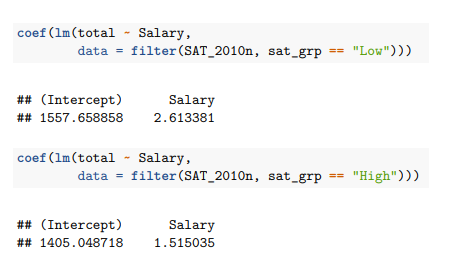 coef(lm(total ~ Salary,
data = filter(SAT_2010n, sat_grp == "Low")))
## (Intercept) Salary
## 1557.658858 2.613381
coef(lm(total ~ Salary,
data = filter(SAT_2010n, sat_grp == "High")))
## (Intercept) Salary
## 1405.048718 1.515035